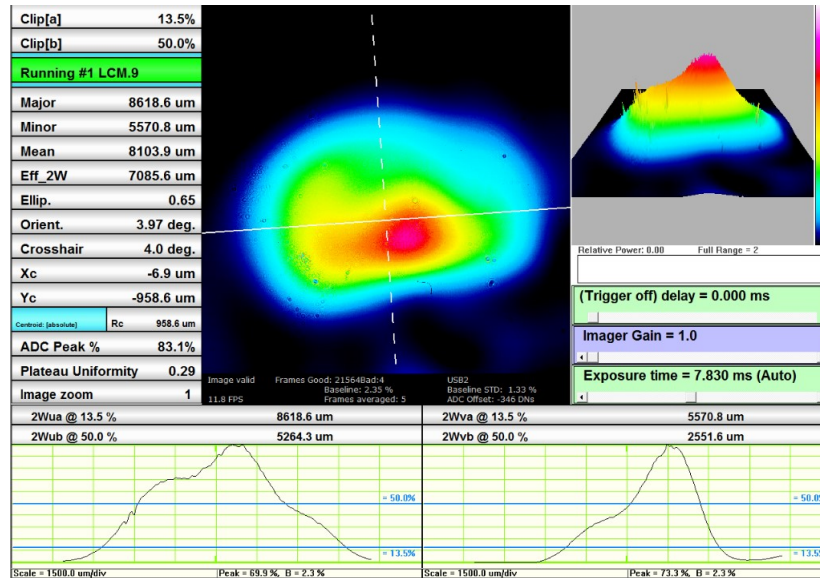 Clip[a] 13.5%
Clip[b] 50.0%
Running #1 LCM.9
Major 8618.6 um
Minor 5570.8 um
Mean 8103.9 um
Eff_2W 7085.6 um
Ellip. 0.65
Orient. 3.97 deg.
Crosshair 4.0 deg.
Xc -6.9 um
Yc -958.6 um
Centroid: [absolute] Rc 958.6 um
ADC Peak % 83.1%
Plateau Uniformity 0.29
Image zoom 1
Image valid Frames Good: 21564Bad:4 USB2
Baseline: 2.35 % Baseline STD: 1.33 %
11.8 FPS Frames averaged: 5 ADC Offset: -346 DNs
Relative Power: 0.00 Full Range = 2
(Trigger off) delay = 0.000 ms
Imager Gain = 1.0
Exposure time = 7.830 ms (Auto)
2Wua @ 13.5 % 8618.6 um
2Wub @ 50.0 % 5264.3 um
2Wva @ 13.5 % 5570.8 um
2Wvb @ 50.0 % 2551.6 um
= 50.0%
= 13.5%
= 50.0%
= 13.5%
Scale = 1500.0 um/div Peak = 69.9 %, B = 2.3 %
Scale = 1500.0 um/div Peak = 73.3 %, B = 2.3 %